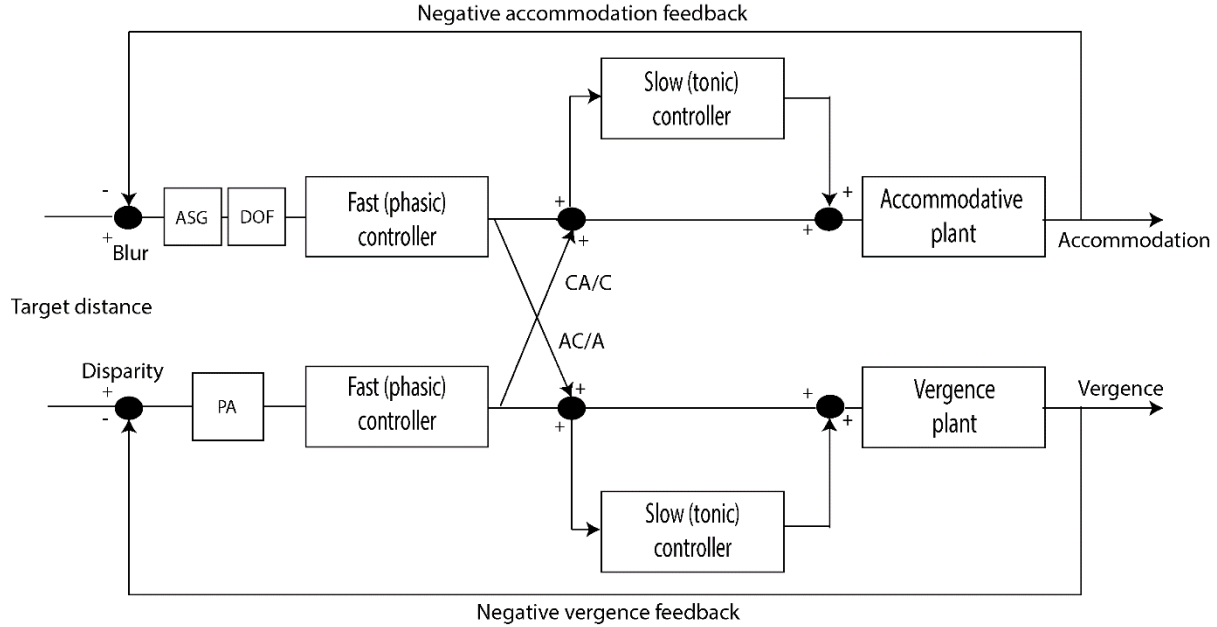 Negative accommodation feedback
Slow (tonic)
controller
-
+
+
+
+
+
Blur
ASG
DOF
Fast (phasic)
controller
Accommodative
plant
Accommodation
CA/C
Target distance
AC/A
Disparity
+
-
PA
Fast (phasic)
controller
+
+
+
+
Vergence
plant
Vergence
Slow (tonic)
controller
Negative vergence feedback